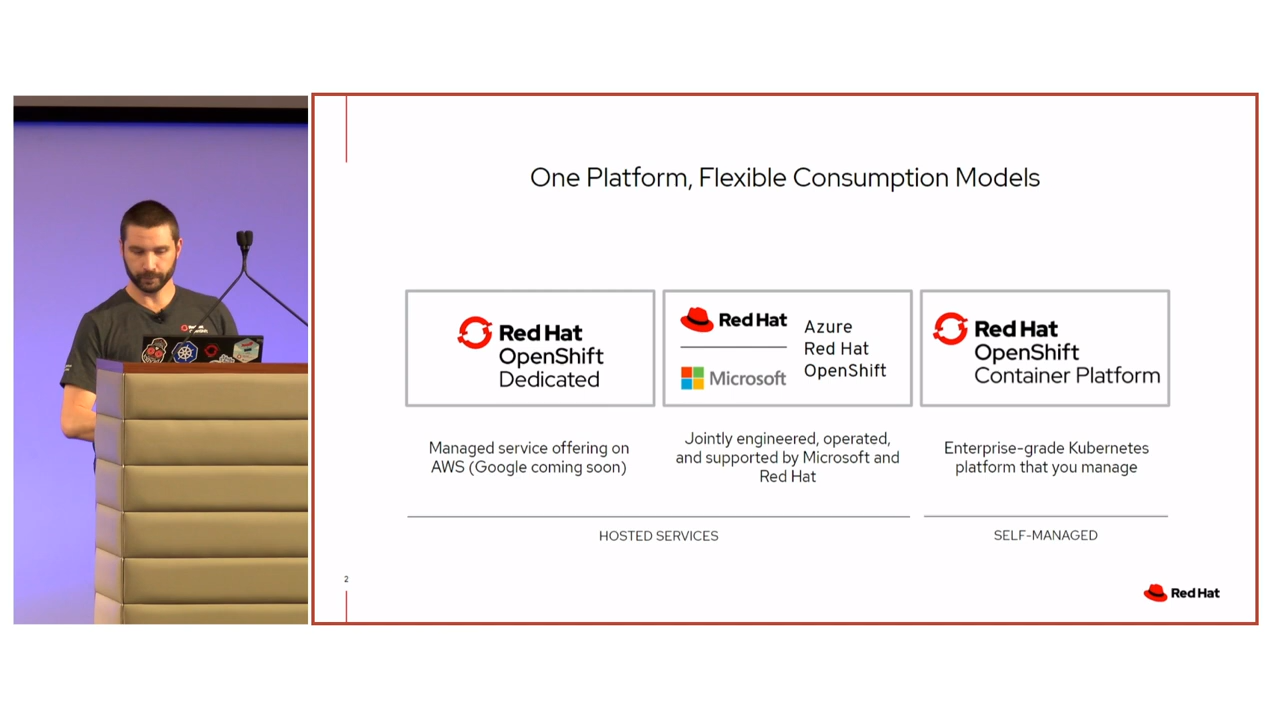 One Platform, Flexible Consumption Models
Red Hat
OpenShift
Dedicated
Red Hat
Microsoft
Azure
Red Hat
OpenShift
Red Hat
OpenShift
Container Platform
Managed service offering on
AWS (Google coming soon)
Jointly engineered, operated,
and supported by Microsoft and
Red Hat
Enterprise-grade Kubernetes
platform that you manage
HOSTED SERVICES
SELF-MANAGED
2
Red Hat